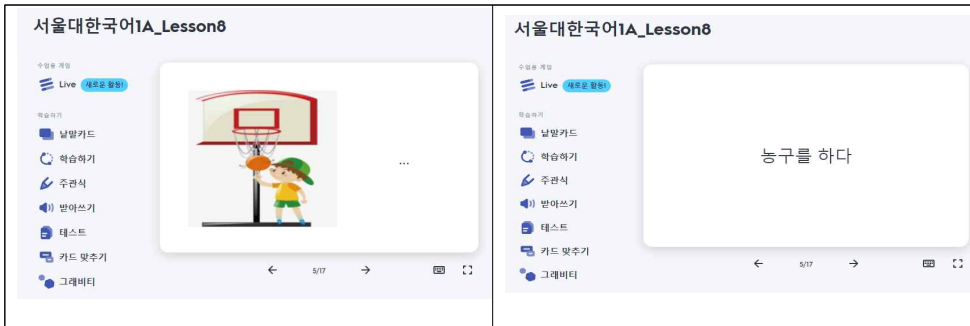 서울대한국어1A_Lesson8
수업용 게임
Live 새로운 활동!
학습하기
낱말카드
학습하기
주관식
받아쓰기
테스트
카드 맞추기
그래비티
...
5/17
서울대한국어1A_Lesson8
수업용 게임
Live 새로운 활동!
학습하기
낱말카드
학습하기
주관식
받아쓰기
테스트
카드 맞추기
그래비티
농구를 하다
5/17